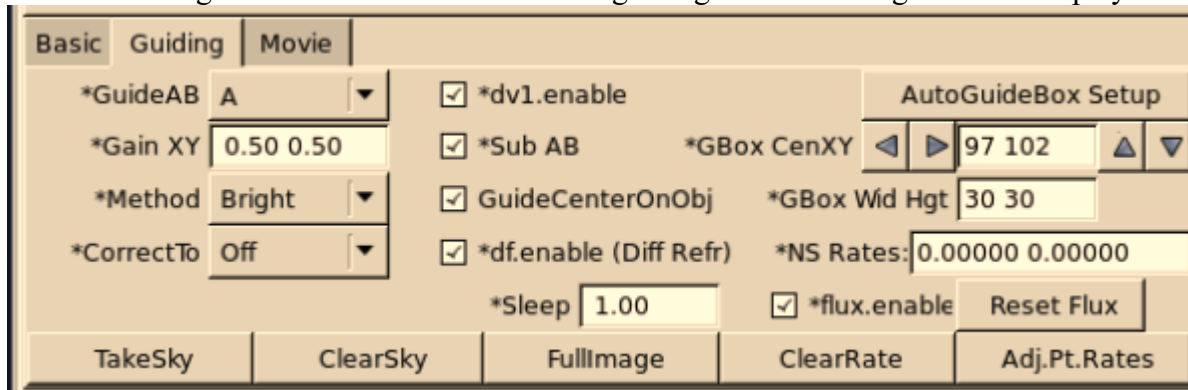 Basic Guiding Movie
*GuideAB A *dv1.enable AutoGuideBox Setup
*Gain XY 0.50 0.50 *Sub AB *GBox CenXY 97 102
*Method Bright GuideCenterOnObj *GBox Wid Hgt 30 30
*CorrectTo Off *df.enable (Diff Refr) *NS Rates: 0.00000 0.00000
*Sleep 1.00 *flux.enable Reset Flux
TakeSky ClearSky FullImage ClearRate Adj.Pt.Rates